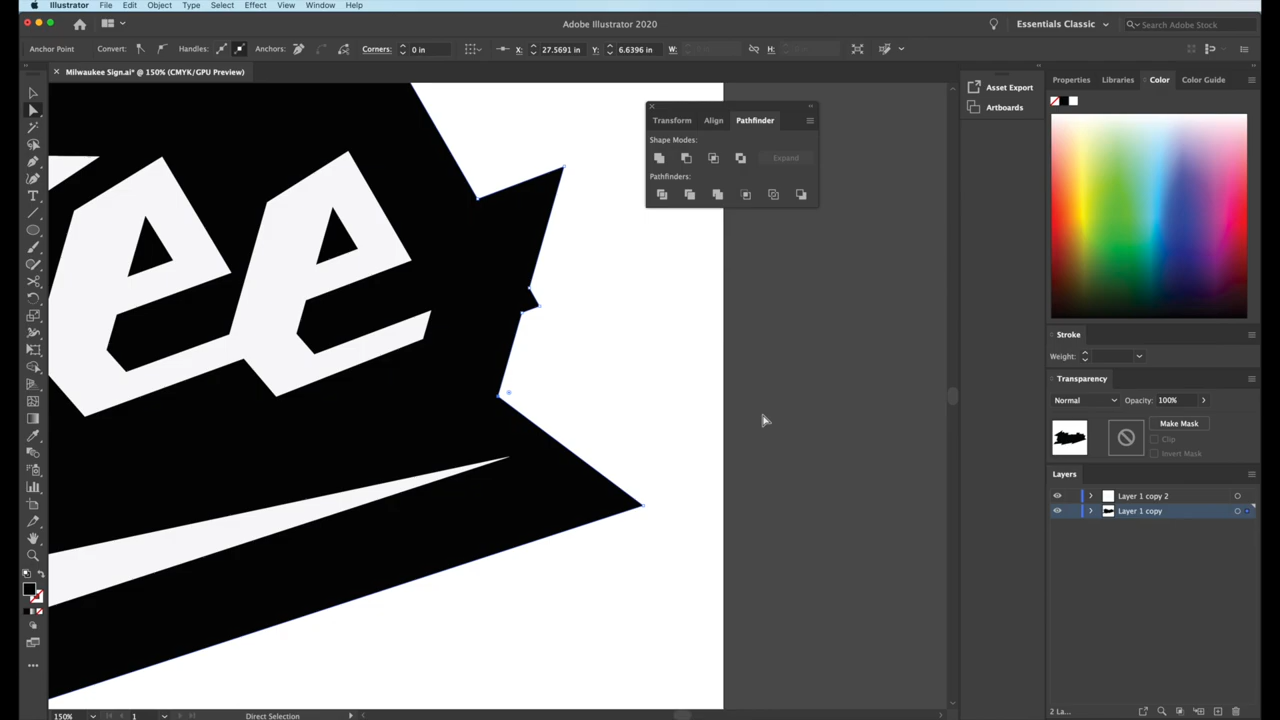 Illustrator File Edit Object Type Select Effect View Window Help
Adobe Illustrator 2020
Essentials Classic
Search Adobe Stock
Anchor Point Convert: Handles: Anchors: Corners: 0 in X: 27.5691 in Y: 6.6396 in W: H:
× Milwaukee Sign.ai* @ 150% (CMYK/GPU Preview)
Transform Align Pathfinder
Shape Modes:
Expand
Pathfinders:
ee
Asset Export
Artboards
Properties Libraries Color Color Guide
Stroke
Weight:
Transparency
Normal Opacity: 100%
Make Mask
Clip
Invert Mask
Layers
Layer 1 copy 2
Layer 1 copy
2 La...
150% 1 Direct Selection